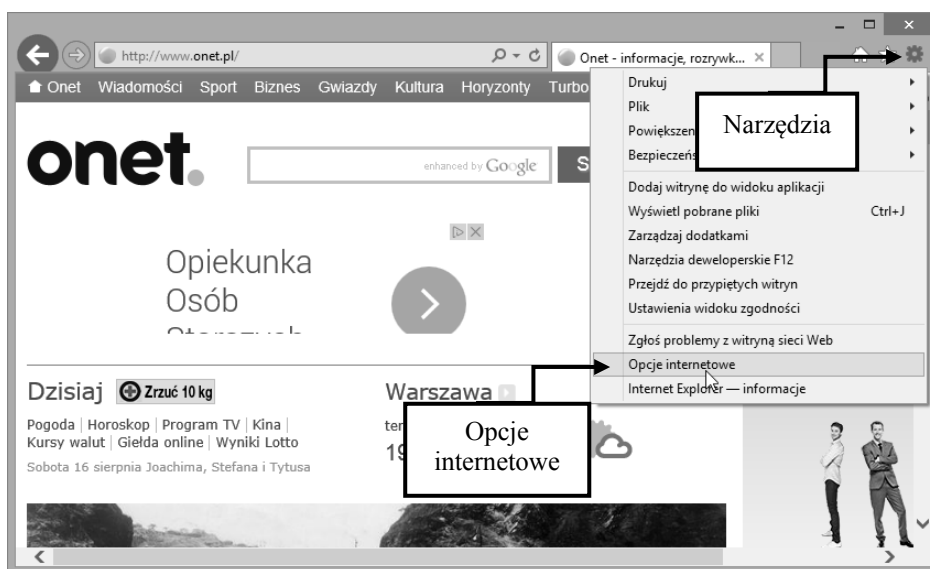 http://www.onet.pl/
Onet - informacje, rozrywk...
Onet Wiadomości Sport Biznes Gwiazdy Kultura Horyzonty Turbo
onet.
enhanced by Google
S
Drukuj
Plik
Narzędzia
Dodaj witrynę do widoku aplikacji
Wyświetl pobrane pliki Ctrl+J
Zarządzaj dodatkami
Narzędzia deweloperskie F12
Przejdź do przypiętych witryn
Ustawienia widoku zgodności
Zgłoś problemy z witryną sieci Web
Opcje internetowe
Internet Explorer — informacje
Opiekunka
Osób
Dzisiaj Zrzuć 10 kg
Pogoda | Horoskop | Program TV | Kina |
Kursy walut | Giełda online | Wyniki Lotto
Sobota 16 sierpnia Joachima, Stefana i Tytusa
Warszawa
19
Opcje
internetowe